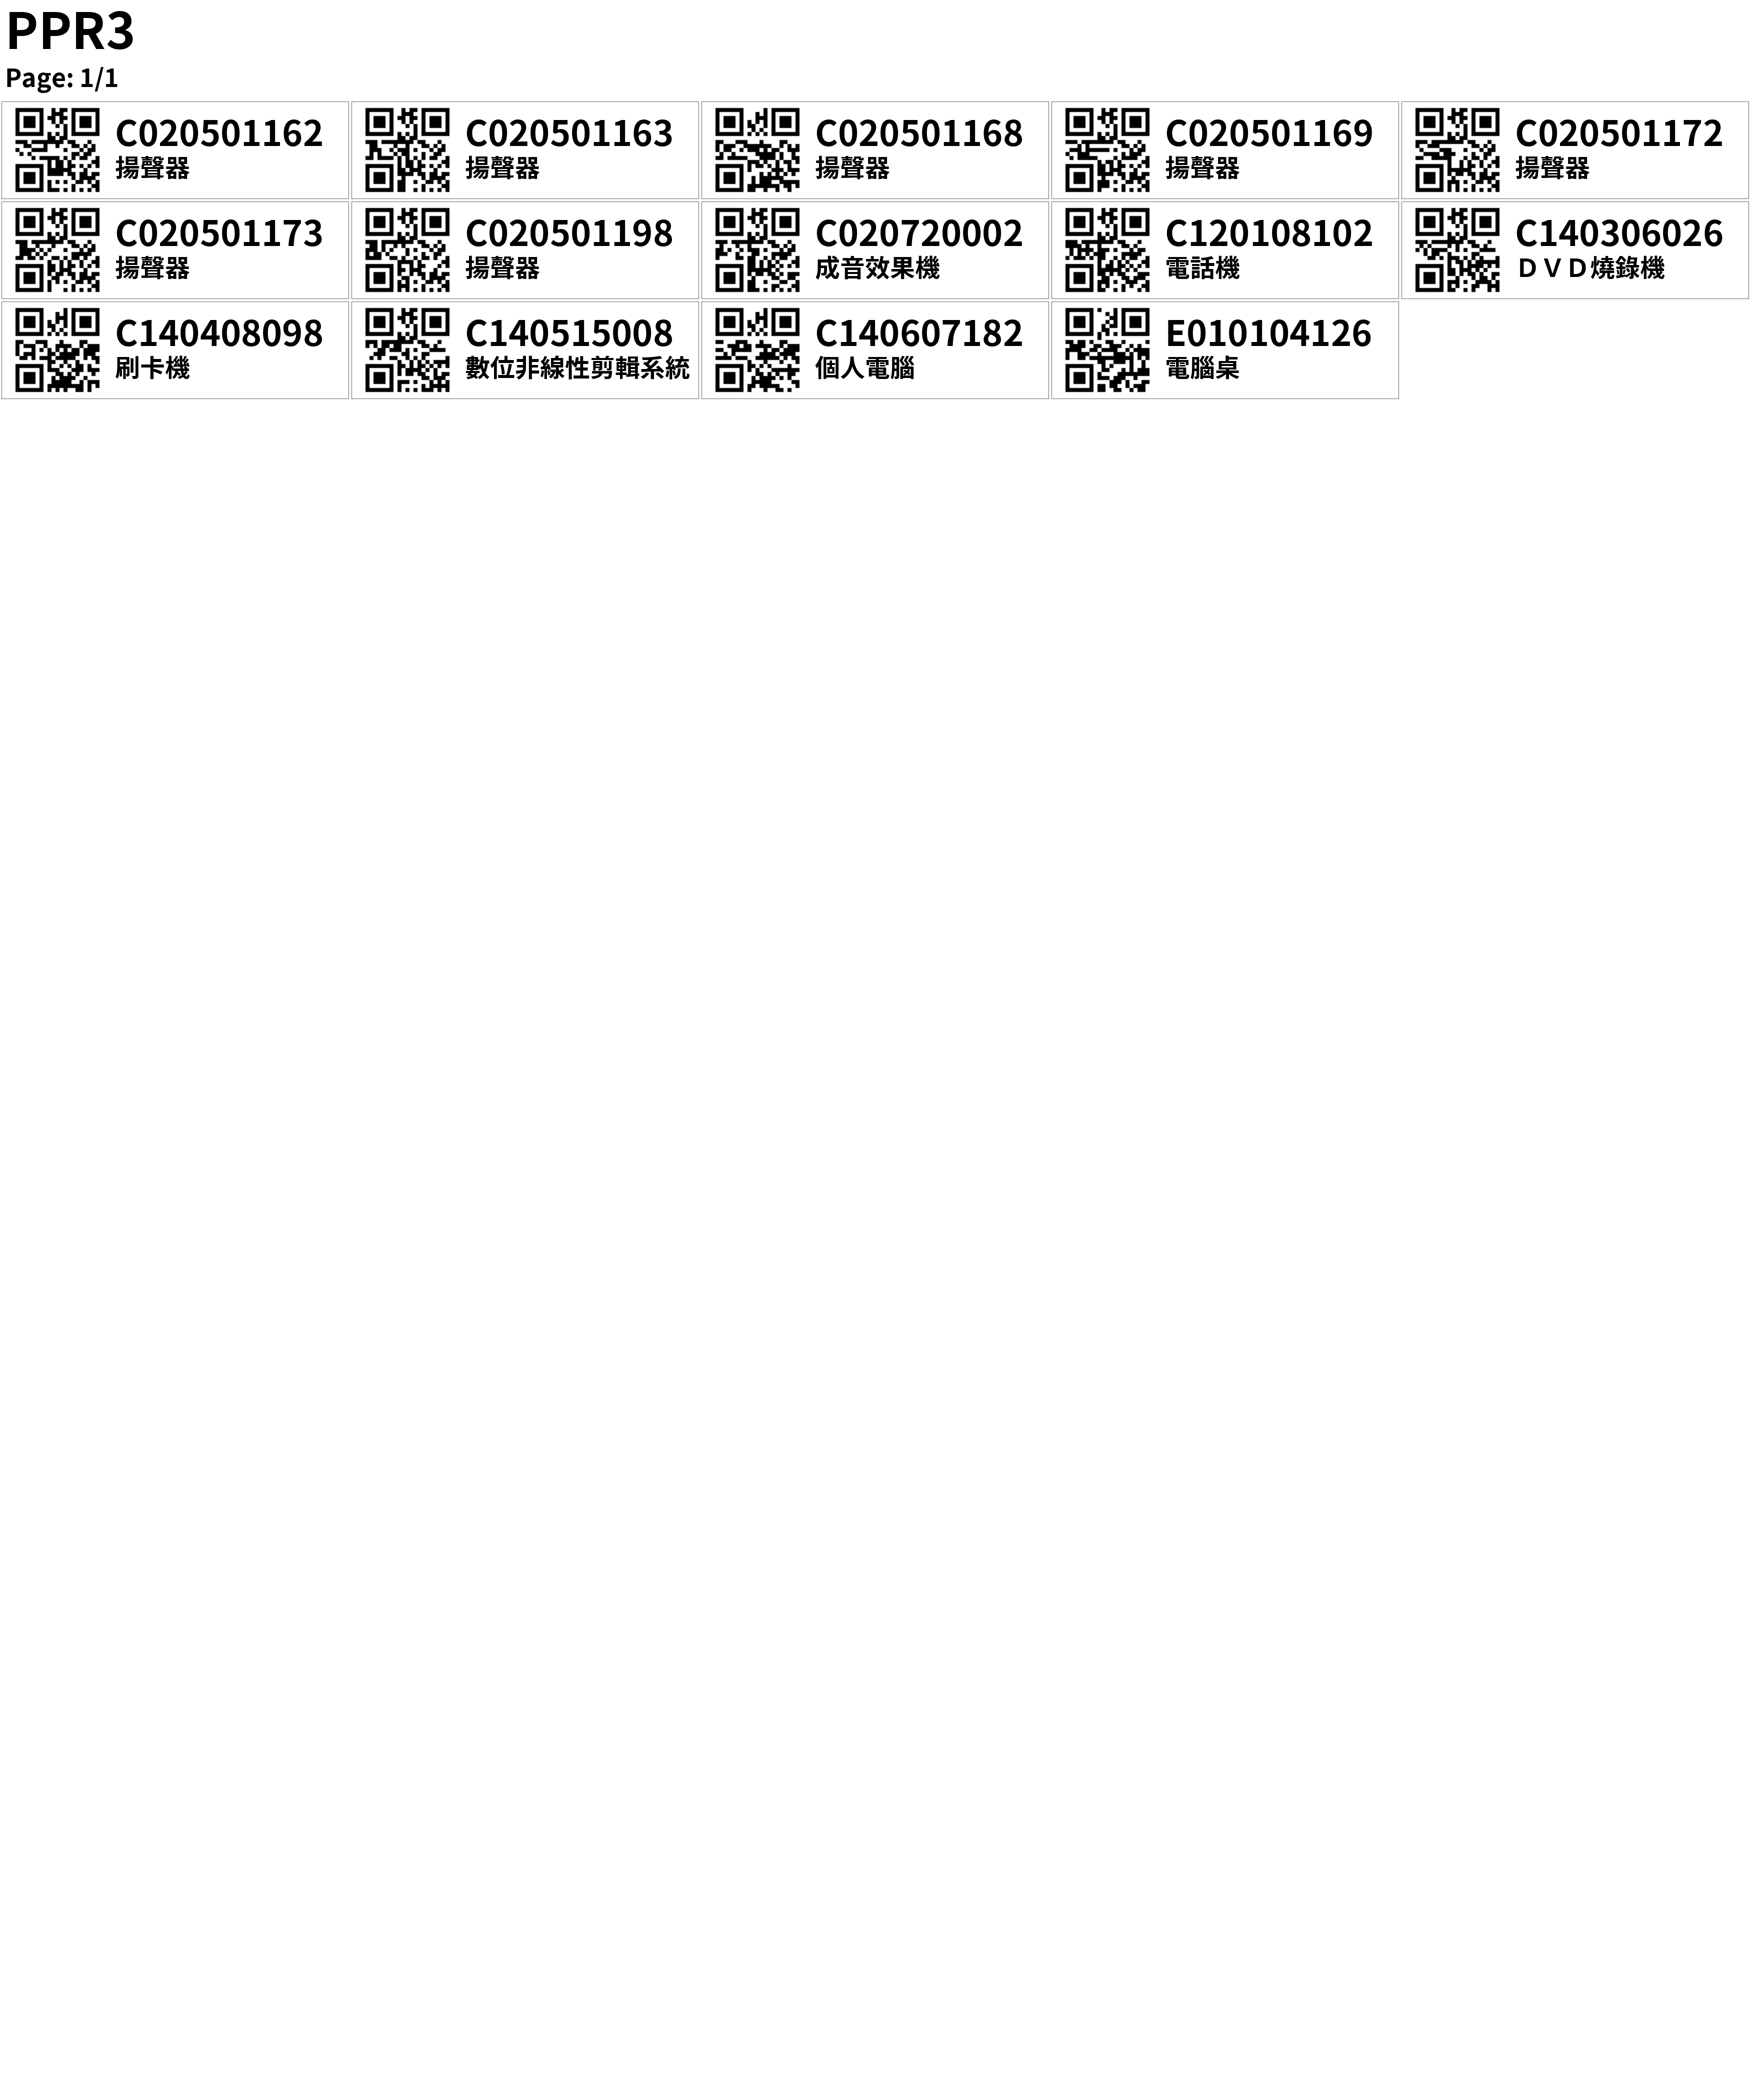 PPR3
Page: 1/1
C020501162
揚聲器
C020501163
揚聲器
C020501168
揚聲器
C020501169
揚聲器
C020501172
揚聲器
C020501173
揚聲器
C020501198
揚聲器
C020720002
成音效果機
C120108102
電話機
C140306026
ＤＶＤ燒錄機
C140408098
刷卡機
C140515008
數位非線性剪輯系統
C140607182
個人電腦
E010104126
電腦桌